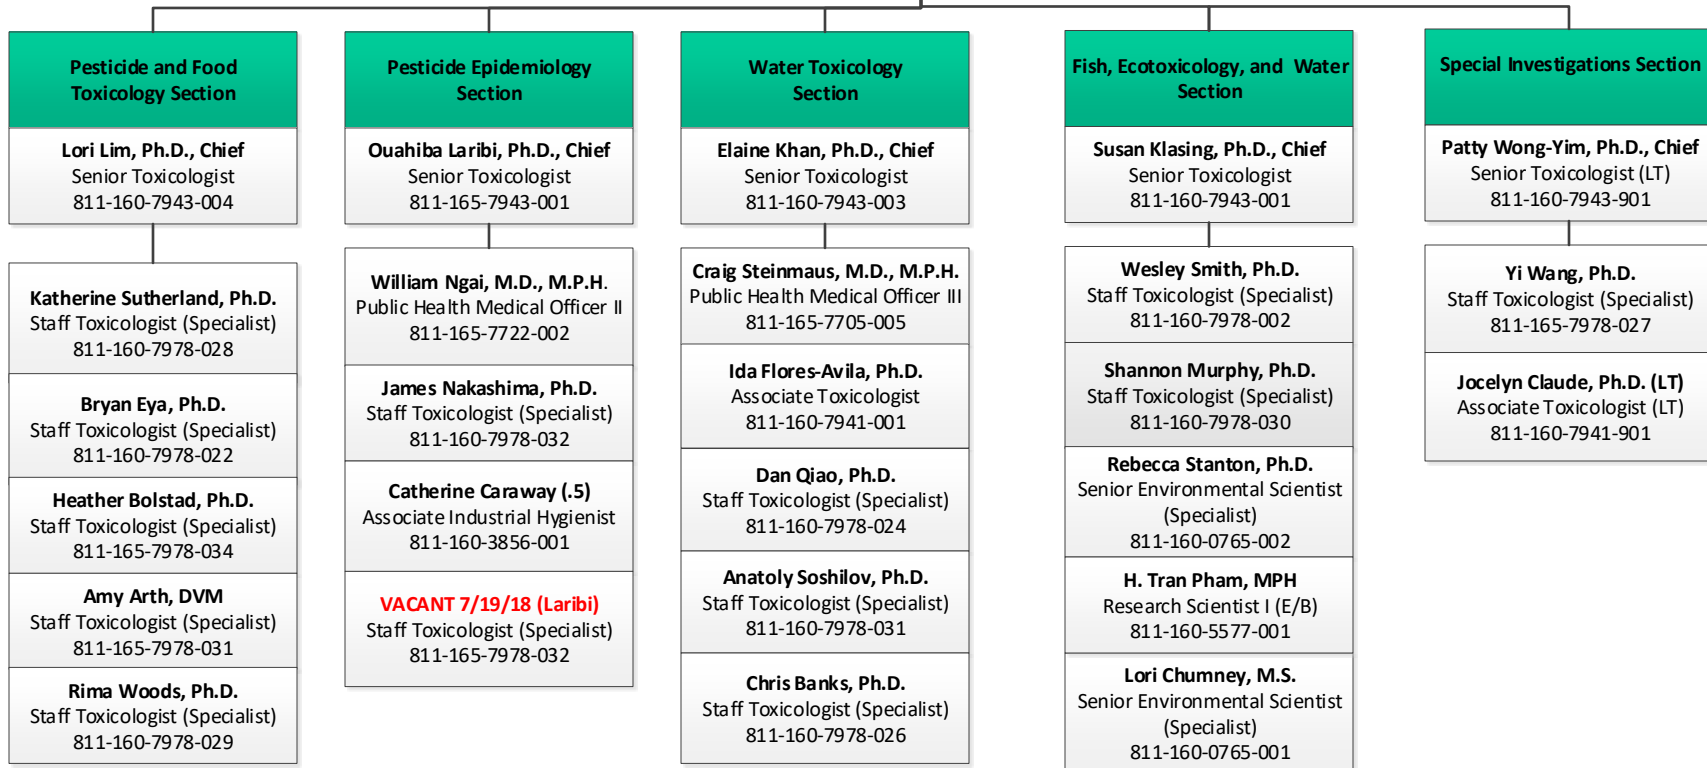 Pesticide and Food
Toxicology Section
Lori Lim, Ph.D., Chief
Senior Toxicologist
811-160-7943-004
Katherine Sutherland, Ph.D.
Staff Toxicologist (Specialist)
811-160-7978-028
Bryan Eya, Ph.D.
Staff Toxicologist (Specialist)
811-160-7978-022
Heather Bolstad, Ph.D.
Staff Toxicologist (Specialist)
811-165-7978-034
Amy Arth, DVM
Staff Toxicologist (Specialist)
811-165-7978-031
Rima Woods, Ph.D.
Staff Toxicologist (Specialist)
811-160-7978-029
Pesticide Epidemiology
Section
Ouahiba Laribi, Ph.D., Chief
Senior Toxicologist
811-165-7943-001
William Ngai, M.D., M.P.H.
Public Health Medical Officer II
811-165-7722-002
James Nakashima, Ph.D.
Staff Toxicologist (Specialist)
811-160-7978-032
Catherine Caraway (.5)
Associate Industrial Hygienist
811-160-3856-001
VACANT 7/19/18 (Laribi)
Staff Toxicologist (Specialist)
811-165-7978-032
Water Toxicology
Section
Elaine Khan, Ph.D., Chief
Senior Toxicologist
811-160-7943-003
Craig Steinmaus, M.D., M.P.H.
Public Health Medical Officer III
811-165-7705-005
Ida Flores-Avila, Ph.D.
Associate Toxicologist
811-160-7941-001
Dan Qiao, Ph.D.
Staff Toxicologist (Specialist)
811-160-7978-024
Anatoly Soshilov, Ph.D.
Staff Toxicologist (Specialist)
811-160-7978-031
Chris Banks, Ph.D.
Staff Toxicologist (Specialist)
811-160-7978-026
Fish, Ecotoxicology, and Water
Section
Susan Klasing, Ph.D., Chief
Senior Toxicologist
811-160-7943-001
Wesley Smith, Ph.D.
Staff Toxicologist (Specialist)
811-160-7978-002
Shannon Murphy, Ph.D.
Staff Toxicologist (Specialist)
811-160-7978-030
Rebecca Stanton, Ph.D.
Senior Environmental Scientist
(Specialist)
811-160-0765-002
H. Tran Pham, MPH
Research Scientist I (E/B)
811-160-5577-001
Lori Chumney, M.S.
Senior Environmental Scientist
(Specialist)
811-160-0765-001
Special Investigations Section
Patty Wong-Yim, Ph.D., Chief
Senior Toxicologist (LT)
811-160-7943-901
Yi Wang, Ph.D.
Staff Toxicologist (Specialist)
811-165-7978-027
Jocelyn Claude, Ph.D. (LT)
Associate Toxicologist (LT)
811-160-7941-901